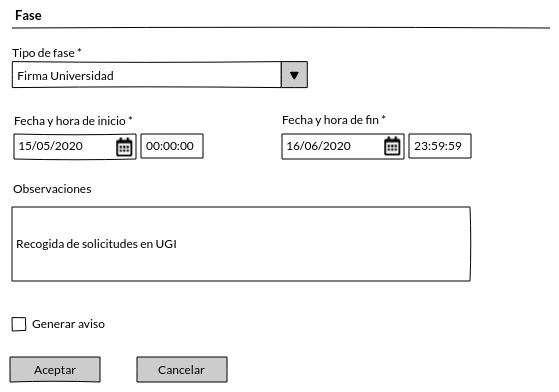 Fase
Tipo de fase *
Firma Universidad
Fecha y hora de inicio * Fecha y hora de fin *
15/05/2020 00:00:00 16/06/2020 23:59:59
Observaciones
Recogida de solicitudes en UGI
Generar aviso
Aceptar Cancelar